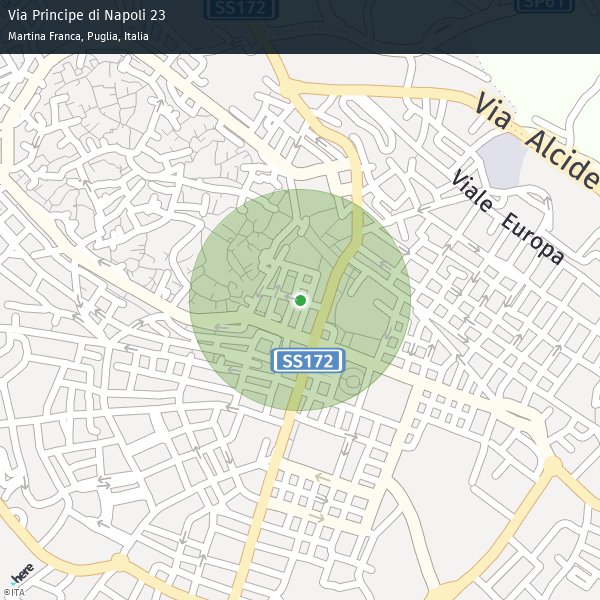 Via Principe di Napoli 23
SS172
SP61
Martina Franca, Puglia, Italia
Via Alcide
Viale Europa
SS172
here
©ITA